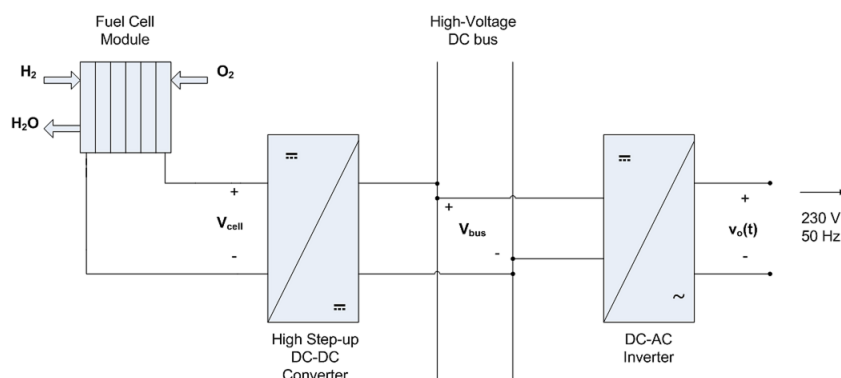 Fuel Cell
Module
High-Voltage
DC bus
H2
O2
H2O
+
Vcell
-
+
Vbus
-
+
vo(t)
-
230 V
50 Hz
~
High Step-up
DC-DC
Converter
DC-AC
Inverter